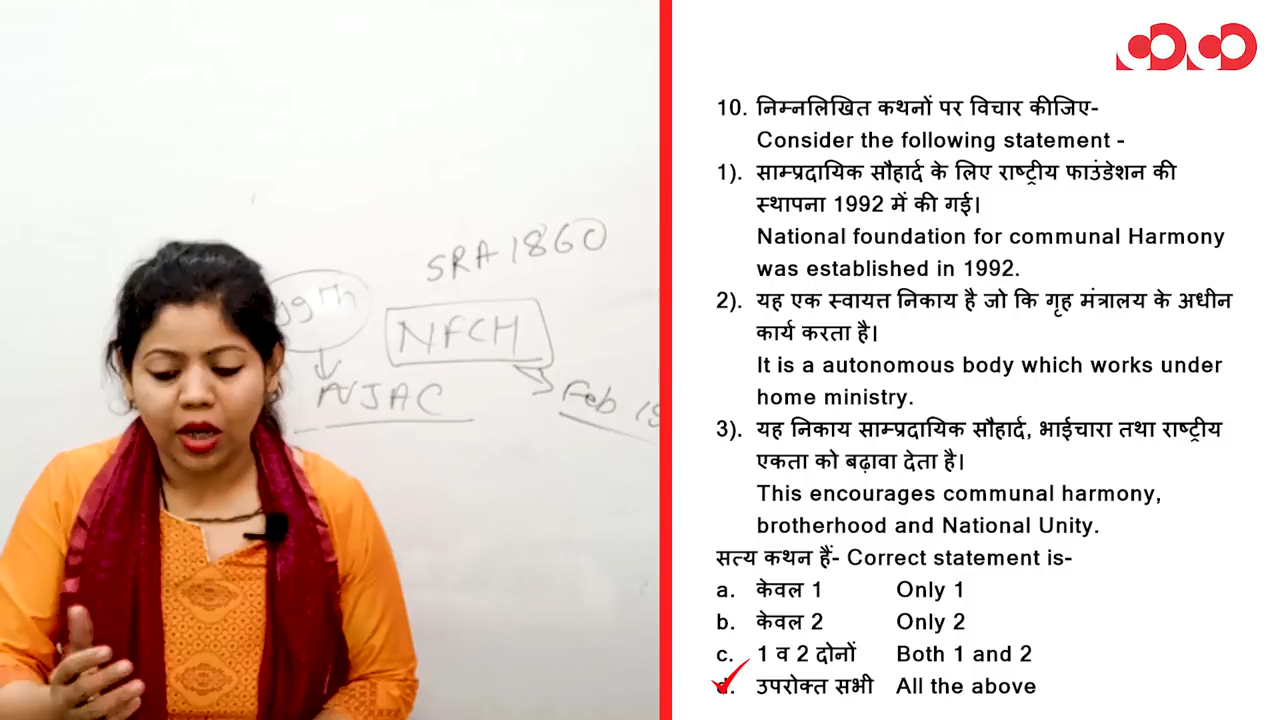 SRA 1860
99Th
NFCH
NJAC
Feb 19
10. निम्नलिखित कथनों पर विचार कीजिए-
Consider the following statement -
1). साम्प्रदायिक सौहार्द के लिए राष्ट्रीय फाउंडेशन की
स्थापना 1992 में की गई।
National foundation for communal Harmony
was established in 1992.
2). यह एक स्वायत्त निकाय है जो कि गृह मंत्रालय के अधीन
कार्य करता है।
It is a autonomous body which works under
home ministry.
3). यह निकाय साम्प्रदायिक सौहार्द, भाईचारा तथा राष्ट्रीय
एकता को बढ़ावा देता है।
This encourages communal harmony,
brotherhood and National Unity.
सत्य कथन हैं- Correct statement is-
a. केवल 1 Only 1
b. केवल 2 Only 2
c. 1 व 2 दोनों Both 1 and 2
d. उपरोक्त सभी All the above